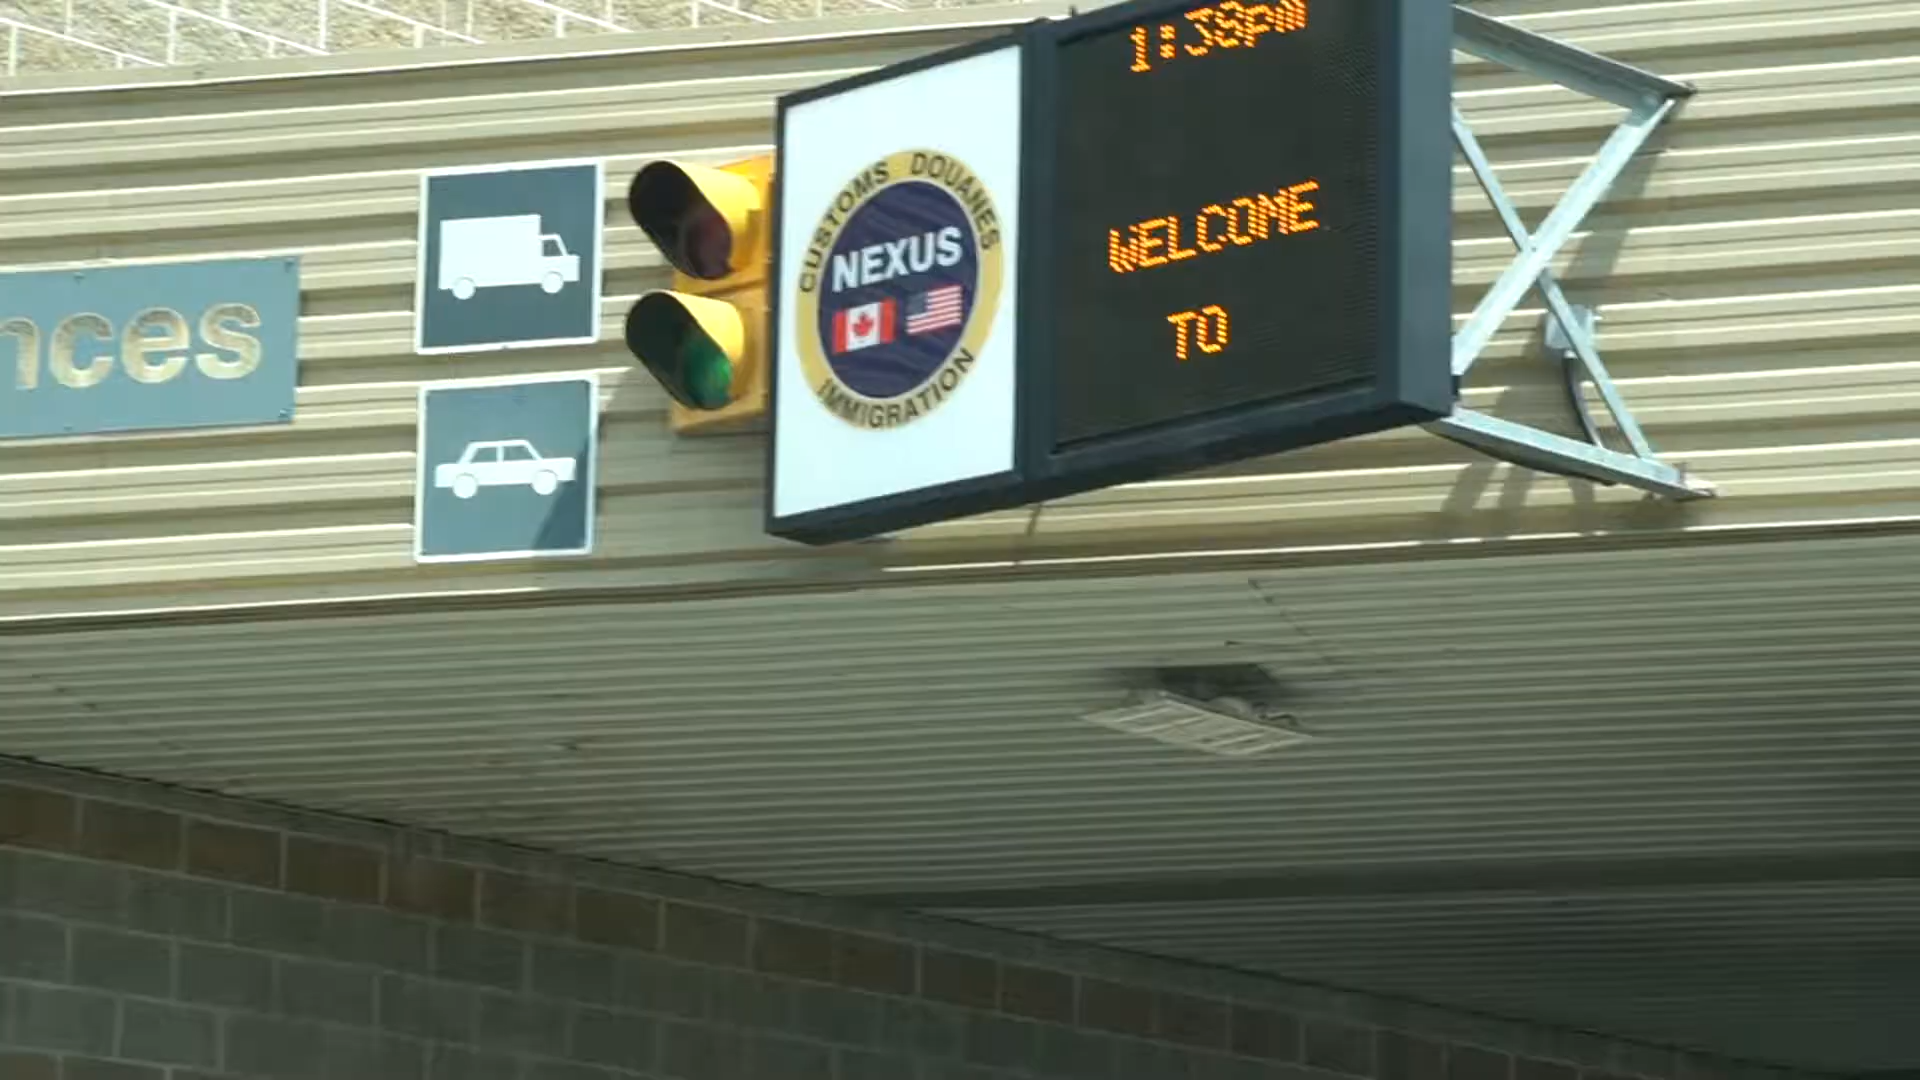 nces
CUSTOMS DOUANES
NEXUS
IMMIGRATION
1:38pm
WELCOME
TO